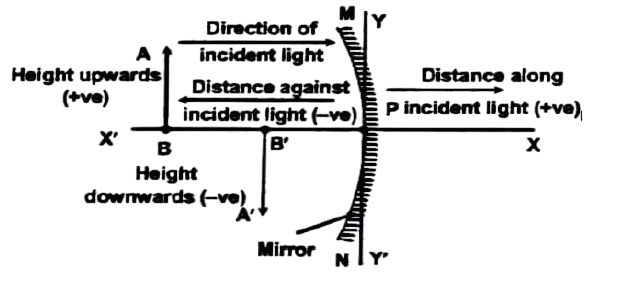 M
Y
Direction of
incident light
A
Height upwards
(+ve)
Distance against
incident light (–ve)
Distance along
P incident light (+ve)
X'
B
B'
X
Height
downwards (–ve)
A'
Mirror
N
Y'